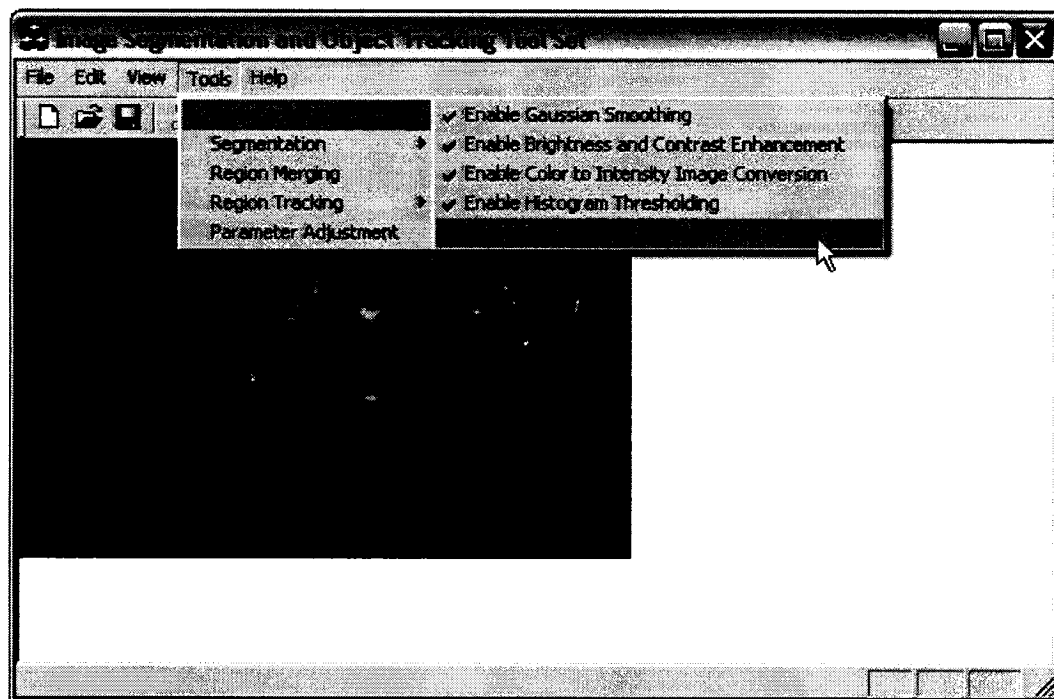 Image Segmentation and Object Tracking Tool Set
File Edit View Tools Help
Enable Gaussian Smoothing
Segmentation
Enable Brightness and Contrast Enhancement
Region Merging
Enable Color to Intensity Image Conversion
Region Tracking
Enable Histogram Thresholding
Parameter Adjustment